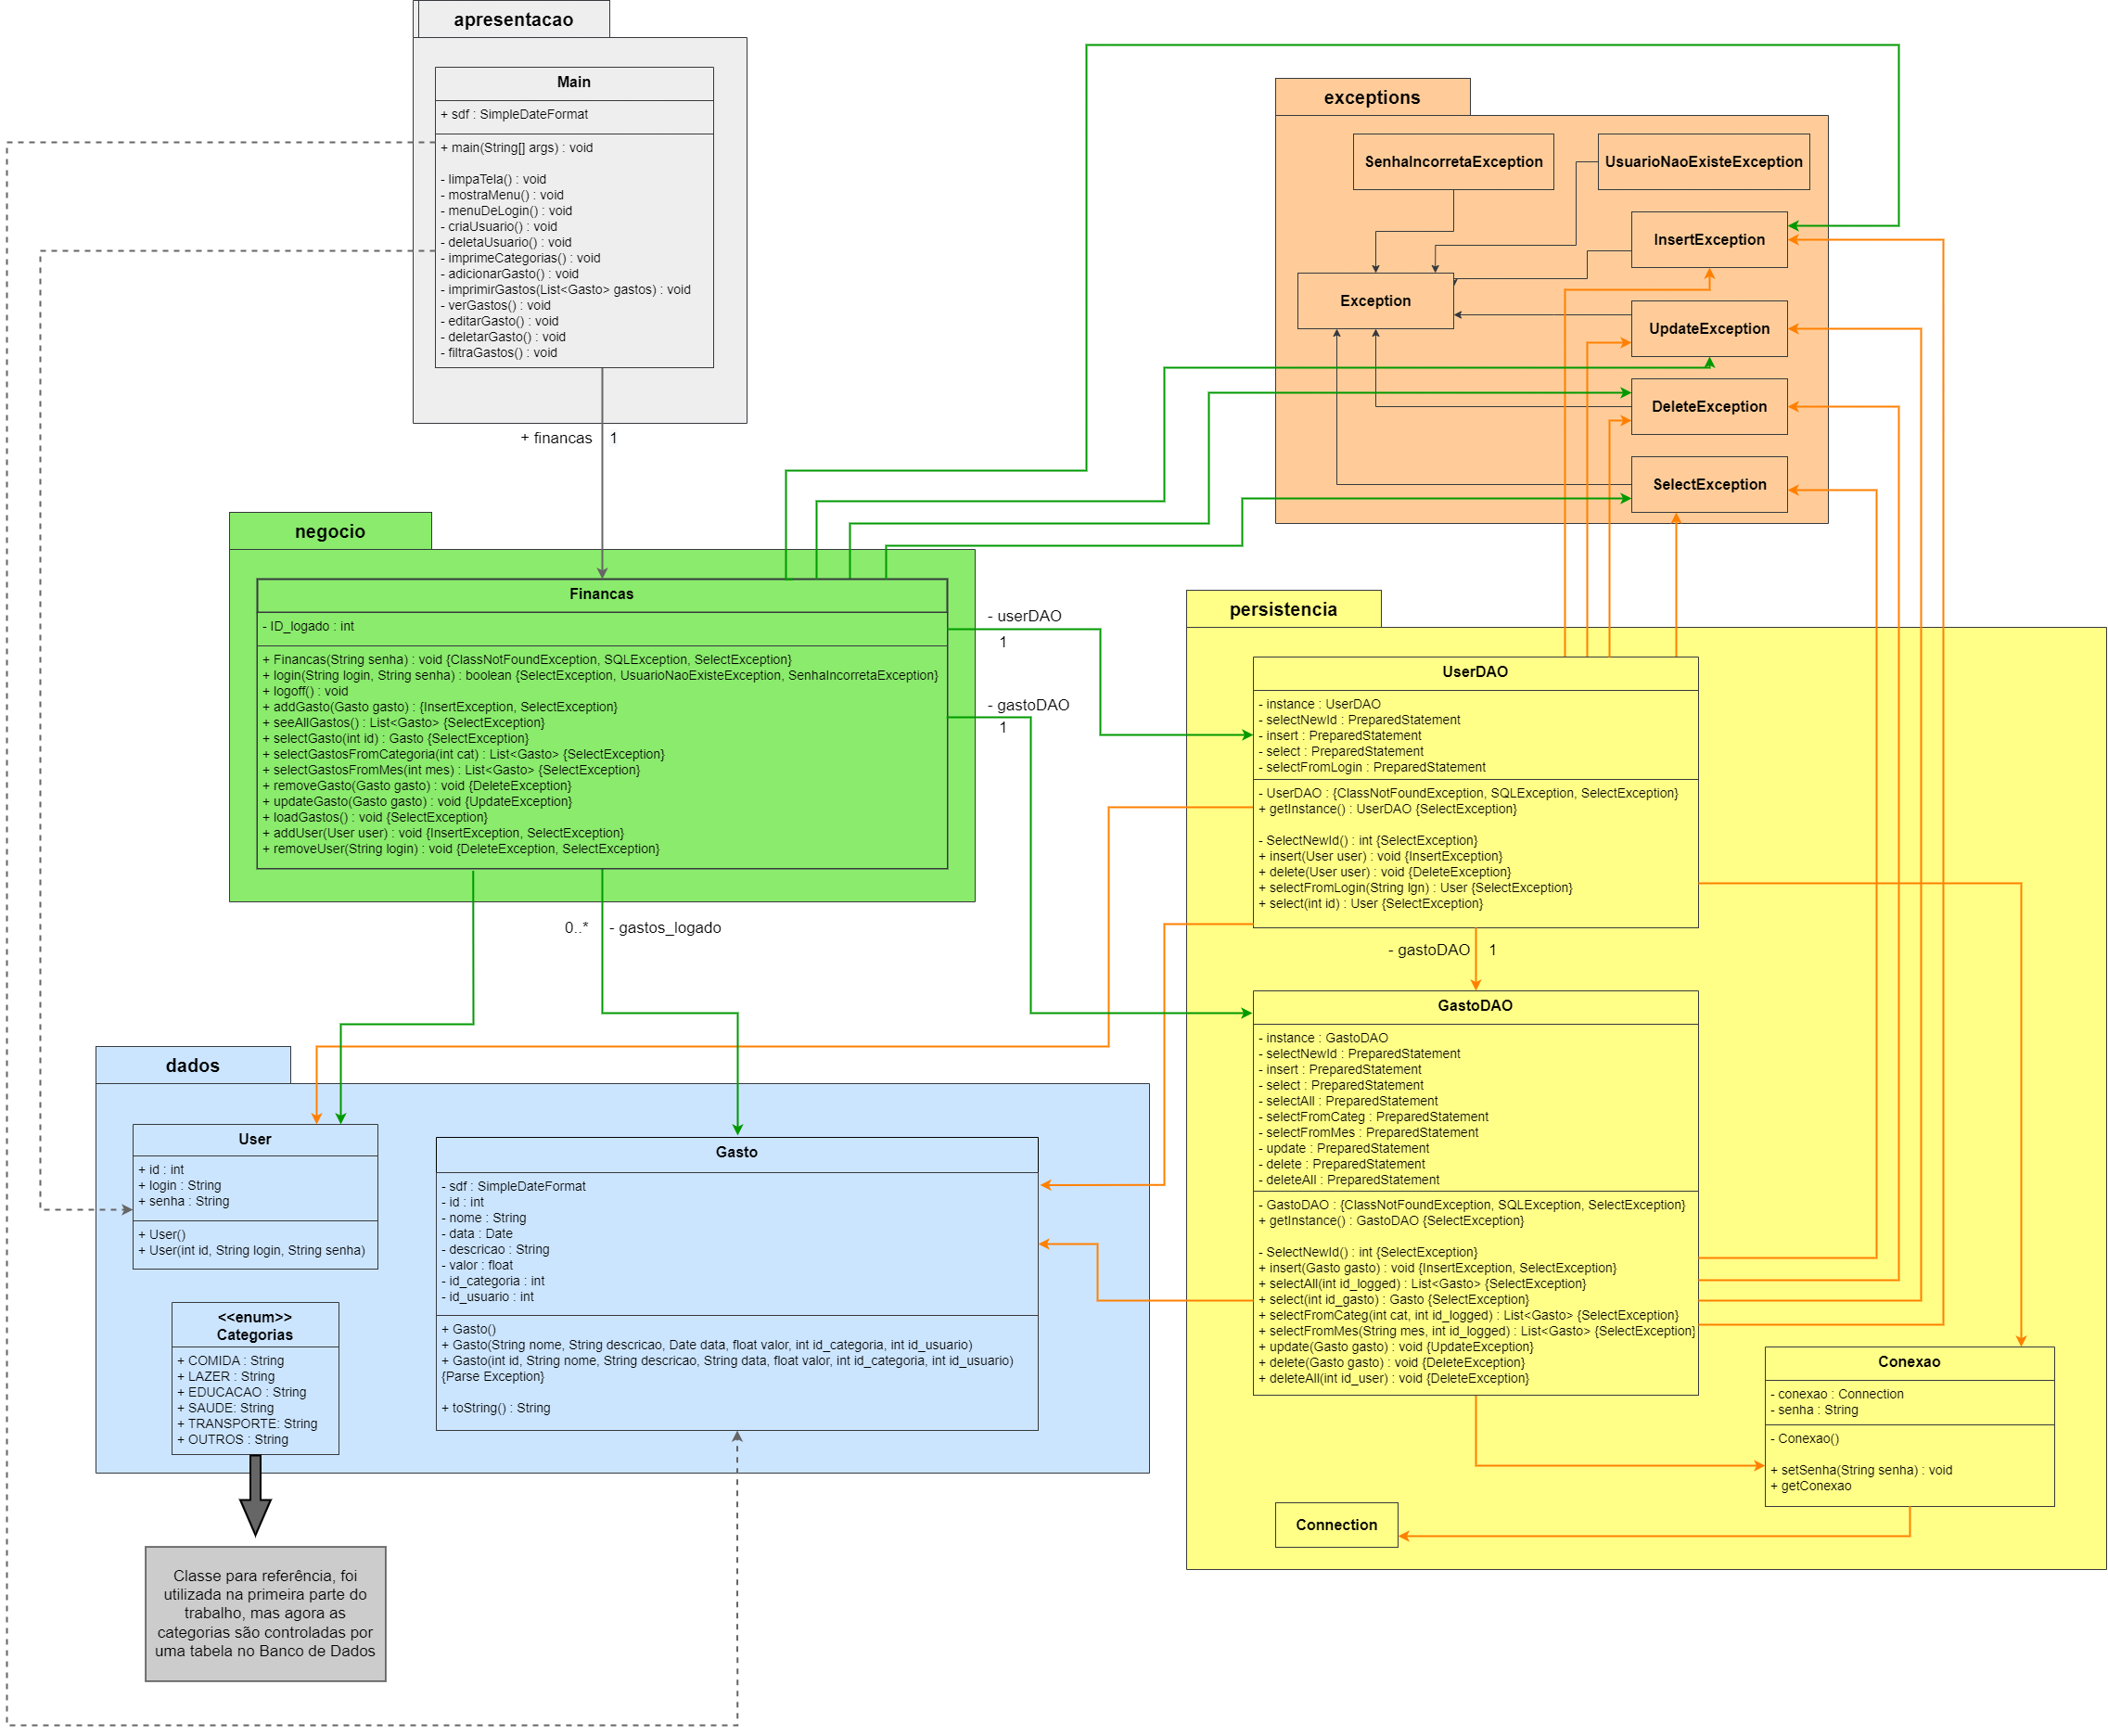 apresentacao
Main
+ sdf : SimpleDateFormat
+ main(String[] args) : void
- limpaTela() : void
- mostraMenu() : void
- menuDeLogin() : void
- criaUsuario() : void
- deletaUsuario() : void
- imprimeCategorias() : void
- adicionarGasto() : void
- imprimirGastos(List<Gasto> gastos) : void
- verGastos() : void
- editarGasto() : void
- deletarGasto() : void
- filtraGastos() : void
+ financas 1
exceptions
SenhaIncorretaException
UsuarioNaoExisteException
InsertException
Exception
UpdateException
DeleteException
SelectException
negocio
Financas
- ID_logado : int
+ Financas(String senha) : void {ClassNotFoundException, SQLException, SelectException}
+ login(String login, String senha) : boolean {SelectException, UsuarioNaoExisteException, SenhaIncorretaException}
+ logoff() : void
+ addGasto(Gasto gasto) : {InsertException, SelectException}
+ seeAllGastos() : List<Gasto> {SelectException}
+ selectGasto(int id) : Gasto {SelectException}
+ selectGastosFromCategoria(int cat) : List<Gasto> {SelectException}
+ selectGastosFromMes(int mes) : List<Gasto> {SelectException}
+ removeGasto(Gasto gasto) : void {DeleteException}
+ updateGasto(Gasto gasto) : void {UpdateException}
+ loadGastos() : void {SelectException}
+ addUser(User user) : void {InsertException, SelectException}
+ removeUser(String login) : void {DeleteException, SelectException}
- userDAO
1
- gastoDAO
1
0..* - gastos_logado
persistencia
UserDAO
- instance : UserDAO
- selectNewId : PreparedStatement
- insert : PreparedStatement
- select : PreparedStatement
- selectFromLogin : PreparedStatement
- UserDAO : {ClassNotFoundException, SQLException, SelectException}
+ getInstance() : UserDAO {SelectException}
- SelectNewId() : int {SelectException}
+ insert(User user) : void {InsertException}
+ delete(User user) : void {DeleteException}
+ selectFromLogin(String lgn) : User {SelectException}
+ select(int id) : User {SelectException}
- gastoDAO 1
GastoDAO
- instance : GastoDAO
- selectNewId : PreparedStatement
- insert : PreparedStatement
- select : PreparedStatement
- selectAll : PreparedStatement
- selectFromCateg : PreparedStatement
- selectFromMes : PreparedStatement
- update : PreparedStatement
- delete : PreparedStatement
- deleteAll : PreparedStatement
- GastoDAO : {ClassNotFoundException, SQLException, SelectException}
+ getInstance() : GastoDAO {SelectException}
- SelectNewId() : int {SelectException}
+ insert(Gasto gasto) : void {InsertException, SelectException}
+ selectAll(int id_logged) : List<Gasto> {SelectException}
+ select(int id_gasto) : Gasto {SelectException}
+ selectFromCateg(int cat, int id_logged) : List<Gasto> {SelectException}
+ selectFromMes(String mes, int id_logged) : List<Gasto> {SelectException}
+ update(Gasto gasto) : void {UpdateException}
+ delete(Gasto gasto) : void {DeleteException}
+ deleteAll(int id_user) : void {DeleteException}
Conexao
- conexao : Connection
- senha : String
- Conexao()
+ setSenha(String senha) : void
+ getConexao
Connection
dados
User
+ id : int
+ login : String
+ senha : String
+ User()
+ User(int id, String login, String senha)
Gasto
- sdf : SimpleDateFormat
- id : int
- nome : String
- data : Date
- descricao : String
- valor : float
- id_categoria : int
- id_usuario : int
+ Gasto()
+ Gasto(String nome, String descricao, Date data, float valor, int id_categoria, int id_usuario)
+ Gasto(int id, String nome, String descricao, String data, float valor, int id_categoria, int id_usuario)
{Parse Exception}
+ toString() : String
<<enum>>
Categorias
+ COMIDA : String
+ LAZER : String
+ EDUCACAO : String
+ SAUDE: String
+ TRANSPORTE: String
+ OUTROS : String
Classe para referência, foi
utilizada na primeira parte do
trabalho, mas agora as
categorias são controladas por
uma tabela no Banco de Dados